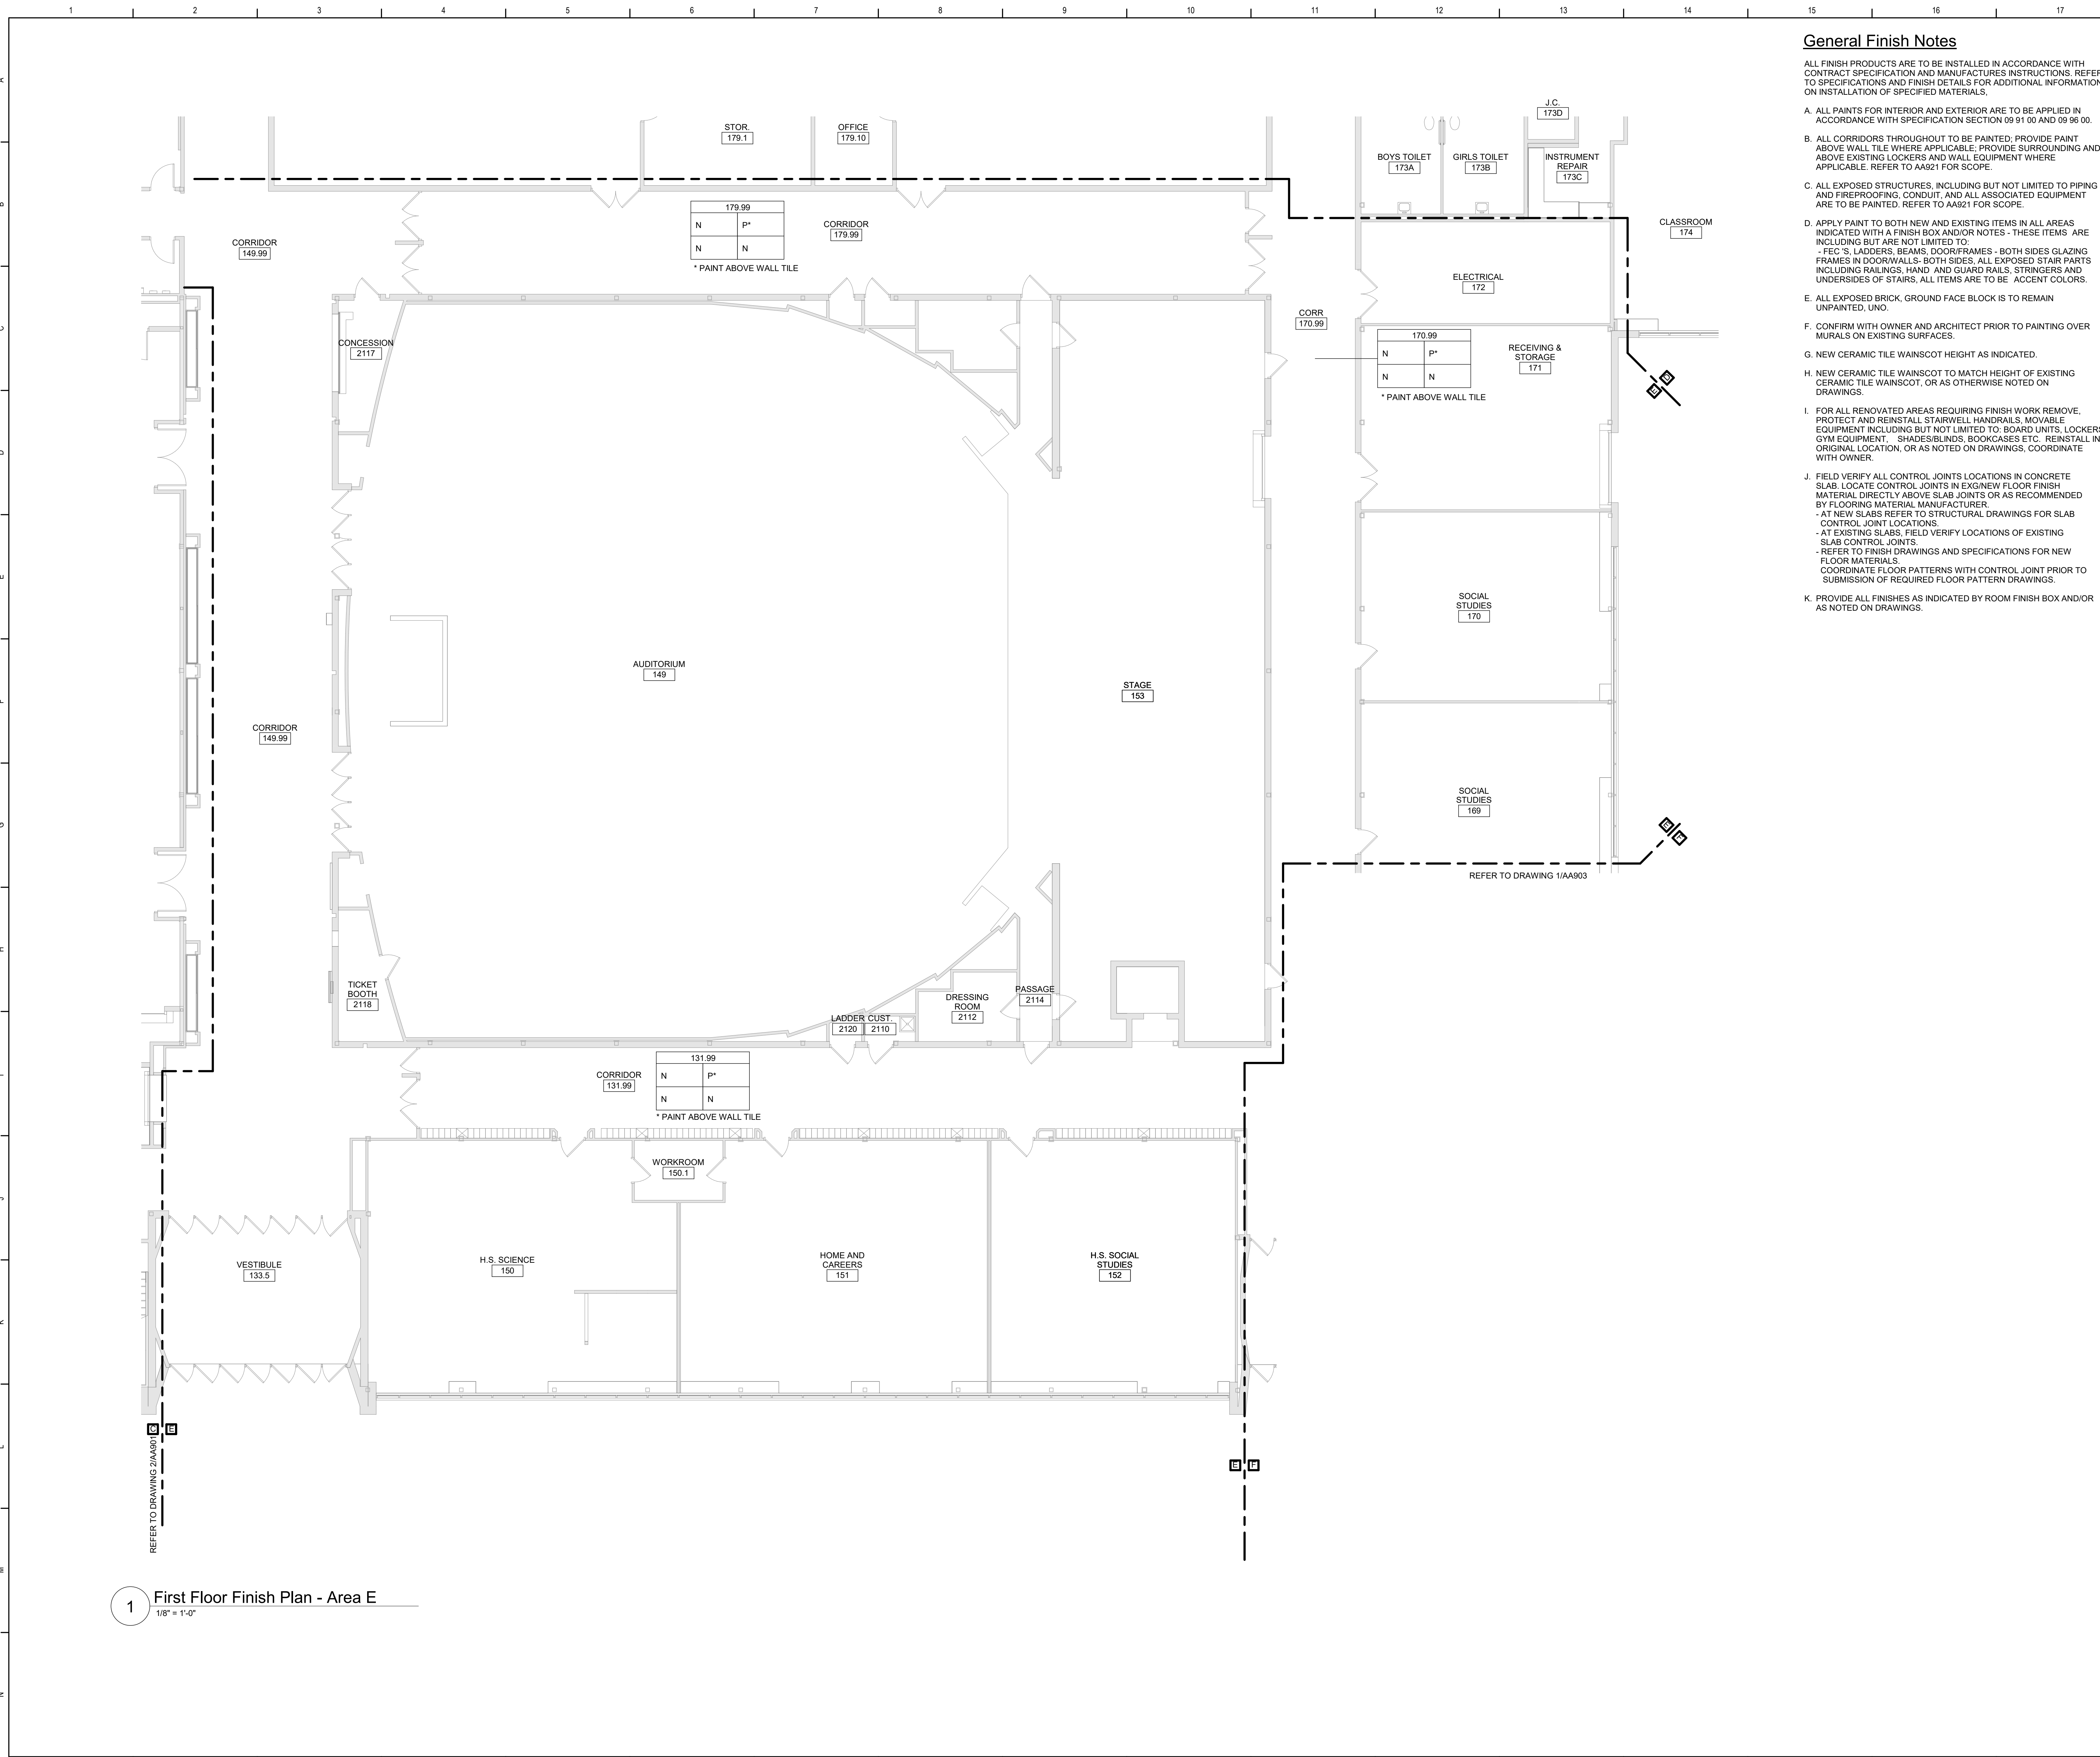 1 2 3 4 5 6 7 8 9 10 11 12 13 14 15 16 17
A
B
C
D
E
F
G
H
I
J
K
L
M
N
General Finish Notes
ALL FINISH PRODUCTS ARE TO BE INSTALLED IN ACCORDANCE WITH
CONTRACT SPECIFICATION AND MANUFACTURES INSTRUCTIONS. REFER
TO SPECIFICATIONS AND FINISH DETAILS FOR ADDITIONAL INFORMATION
ON INSTALLATION OF SPECIFIED MATERIALS,
A. ALL PAINTS FOR INTERIOR AND EXTERIOR ARE TO BE APPLIED IN
ACCORDANCE WITH SPECIFICATION SECTION 09 91 00 AND 09 96 00.
B. ALL CORRIDORS THROUGHOUT TO BE PAINTED; PROVIDE PAINT
ABOVE WALL TILE WHERE APPLICABLE; PROVIDE SURROUNDING AND
ABOVE EXISTING LOCKERS AND WALL EQUIPMENT WHERE
APPLICABLE. REFER TO AA921 FOR SCOPE.
C. ALL EXPOSED STRUCTURES, INCLUDING BUT NOT LIMITED TO PIPING
AND FIREPROOFING, CONDUIT, AND ALL ASSOCIATED EQUIPMENT
ARE TO BE PAINTED. REFER TO AA921 FOR SCOPE.
D. APPLY PAINT TO BOTH NEW AND EXISTING ITEMS IN ALL AREAS
INDICATED WITH A FINISH BOX AND/OR NOTES - THESE ITEMS ARE
INCLUDING BUT ARE NOT LIMITED TO:
- FEC 'S, LADDERS, BEAMS, DOOR/FRAMES - BOTH SIDES GLAZING
FRAMES IN DOOR/WALLS- BOTH SIDES, ALL EXPOSED STAIR PARTS
INCLUDING RAILINGS, HAND AND GUARD RAILS, STRINGERS AND
UNDERSIDES OF STAIRS, ALL ITEMS ARE TO BE ACCENT COLORS.
E. ALL EXPOSED BRICK, GROUND FACE BLOCK IS TO REMAIN
UNPAINTED, UNO.
F. CONFIRM WITH OWNER AND ARCHITECT PRIOR TO PAINTING OVER
MURALS ON EXISTING SURFACES.
G. NEW CERAMIC TILE WAINSCOT HEIGHT AS INDICATED.
H. NEW CERAMIC TILE WAINSCOT TO MATCH HEIGHT OF EXISTING
CERAMIC TILE WAINSCOT, OR AS OTHERWISE NOTED ON
DRAWINGS.
I. FOR ALL RENOVATED AREAS REQUIRING FINISH WORK REMOVE,
PROTECT AND REINSTALL STAIRWELL HANDRAILS, MOVABLE
EQUIPMENT INCLUDING BUT NOT LIMITED TO: BOARD UNITS, LOCKERS
GYM EQUIPMENT, SHADES/BLINDS, BOOKCASES ETC. REINSTALL IN
ORIGINAL LOCATION, OR AS NOTED ON DRAWINGS, COORDINATE
WITH OWNER.
J. FIELD VERIFY ALL CONTROL JOINTS LOCATIONS IN CONCRETE
SLAB. LOCATE CONTROL JOINTS IN EXG/NEW FLOOR FINISH
MATERIAL DIRECTLY ABOVE SLAB JOINTS OR AS RECOMMENDED
BY FLOORING MATERIAL MANUFACTURER.
- AT NEW SLABS REFER TO STRUCTURAL DRAWINGS FOR SLAB
CONTROL JOINT LOCATIONS.
- AT EXISTING SLABS, FIELD VERIFY LOCATIONS OF EXISTING
SLAB CONTROL JOINTS.
- REFER TO FINISH DRAWINGS AND SPECIFICATIONS FOR NEW
FLOOR MATERIALS.
COORDINATE FLOOR PATTERNS WITH CONTROL JOINT PRIOR TO
SUBMISSION OF REQUIRED FLOOR PATTERN DRAWINGS.
K. PROVIDE ALL FINISHES AS INDICATED BY ROOM FINISH BOX AND/OR
AS NOTED ON DRAWINGS.
J.C.
173D
STOR.
179.1
OFFICE
179.10
BOYS TOILET
173A
GIRLS TOILET
173B
INSTRUMENT
REPAIR
173C
CLASSROOM
174
CORRIDOR
149.99
179.99
N P*
N N
* PAINT ABOVE WALL TILE
CORRIDOR
179.99
ELECTRICAL
172
CORR
170.99
170.99
N P*
N N
* PAINT ABOVE WALL TILE
RECEIVING &
STORAGE
171
CONCESSION
2117
E
SOCIAL
STUDIES
170
AUDITORIUM
149
STAGE
153
CORRIDOR
149.99
SOCIAL
STUDIES
169
REFER TO DRAWING 1/AA903
TICKET
BOOTH
2118
DRESSING
ROOM
2112
PASSAGE
2114
LADDER
2120
CUST.
2110
CORRIDOR
131.99
131.99
N P*
N N
* PAINT ABOVE WALL TILE
WORKROOM
150.1
VESTIBULE
133.5
H.S. SCIENCE
150
HOME AND
CAREERS
151
H.S. SOCIAL
STUDIES
152
C E
REFER TO DRAWING 2/AA901
E F
1
First Floor Finish Plan - Area E
1/8" = 1'-0"